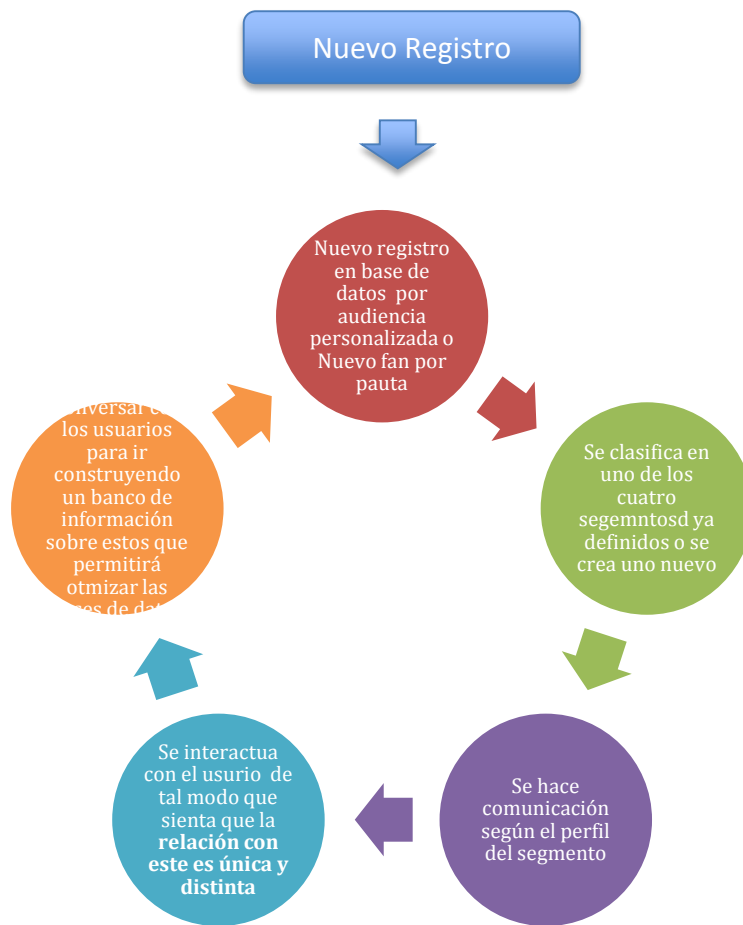 Nuevo Registro
Nuevo registro
en base de
datos por
audiencia
personalizada o
Nuevo fan por
pauta
Se clasifica en
uno de los
cuatro
segemntosd ya
definidos o se
crea uno nuevo
Se hace
comunicación
según el perfil
del segmento
Se interactua
con el usurio de
tal modo que
sienta que la
relación con
este es única y
distinta
los usuarios
para ir
construyendo
un banco de
información
sobre estos que
permitirá
otmizar las
de